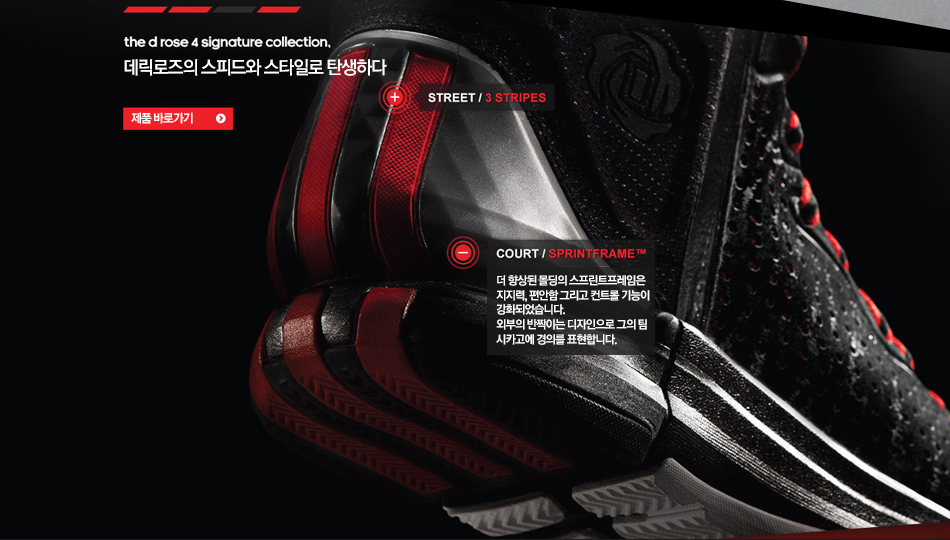 the d rose 4 signature collection,
데릭로즈의 스피드와 스타일로 탄생하다
제품 바로가기
STREET / 3 STRIPES
COURT / SPRINTFRAME™
더 향상된 몰딩의 스프린트프레임은
지지력, 편안함 그리고 컨트롤 기능이
강화되었습니다.
외부의 반짝이는 디자인으로 그의 팀
시카고에 경의를 표현합니다.